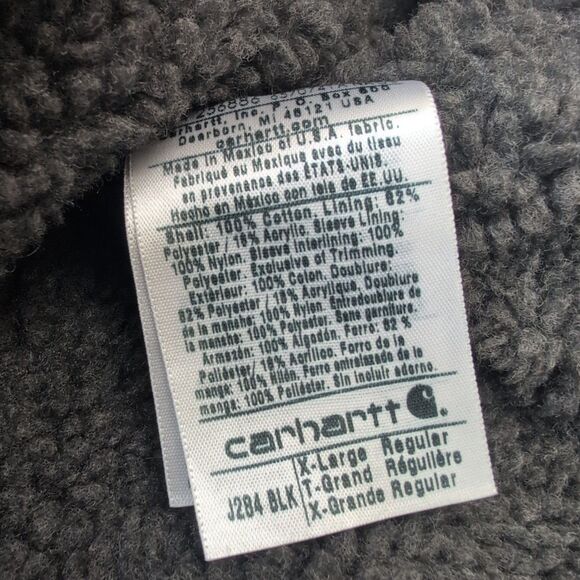 Carhartt, Inc. P.O. Box 600
Dearborn, MI 48121 USA
carhartt.com
Made in Mexico of U.S.A. fabric.
Fabriqué au Mexique avec du tissu
en provenance des ÉTATS UNIS.
Hecho en México con tela de EE.UU.
Shell: 100% Cotton, Lining: 82%
Polyester / 18% Acrylic. Sleeve Lining:
100% Nylon. Sleeve Interlining: 100%
Polyester. Exclusive of Trimming.
Extérieur: 100% Coton. Doublure:
82% Polyester / 18% Acrylique. Doublure
de la manche: 100% Nylon. Entredoublure de
la manche: 100% Polyester. Sans garniture.
Armazón: 100% Algodón. Forro: 82 %
Poliéster / 18% Acrílico. Forro de la
manga: 100% Nilón. Forro entrelazado de la
manga: 100% Poliéster. Sin incluir adorno.
carhartt
J284 BLK
X-Large Regular
T-Grand Régulière
X-Grande Regular